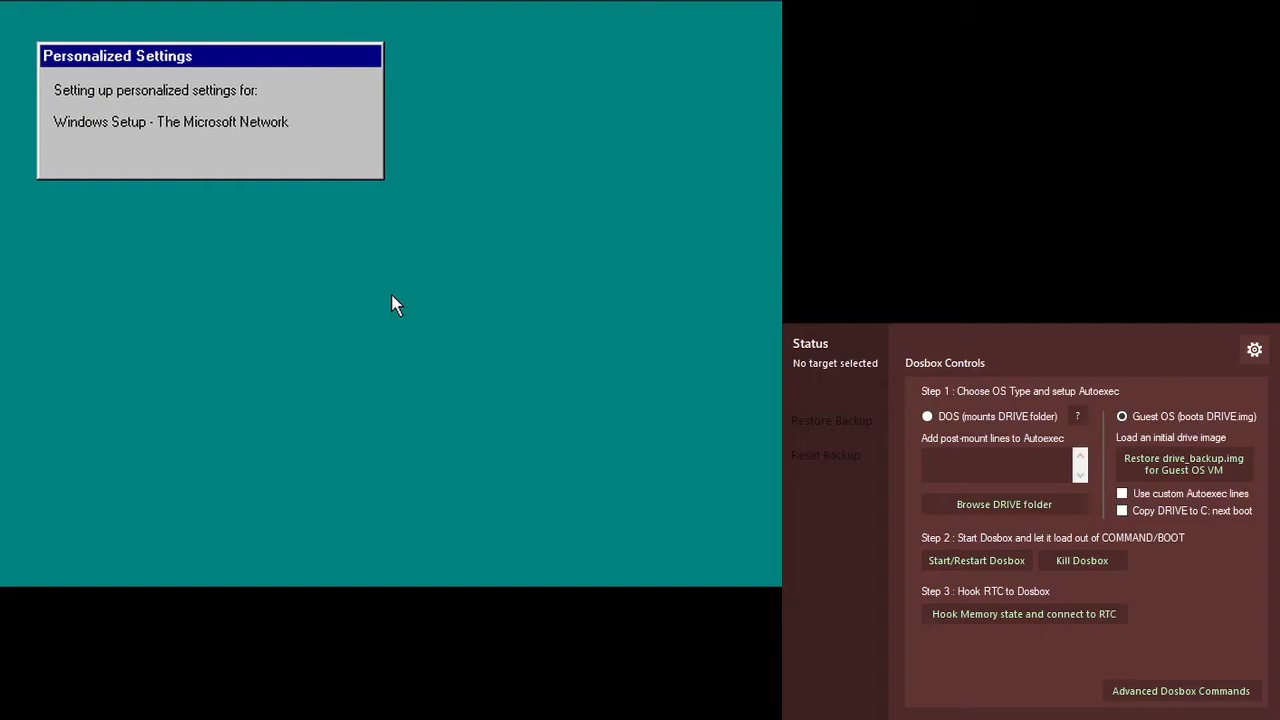 Personalized Settings
Setting up personalized settings for:
Windows Setup - The Microsoft Network
Status
No target selected
Restore Backup
Reset Backup
Dosbox Controls
Step 1 : Choose OS Type and setup Autoexec
DOS (mounts DRIVE folder)
?
Guest OS (boots DRIVE.img)
Add post-mount lines to Autoexec
Load an initial drive image
Restore drive_backup.img
for Guest OS VM
Use custom Autoexec lines
Browse DRIVE folder
Copy DRIVE to C: next boot
Step 2 : Start Dosbox and let it load out of COMMAND/BOOT
Start/Restart Dosbox
Kill Dosbox
Step 3 : Hook RTC to Dosbox
Hook Memory state and connect to RTC
Advanced Dosbox Commands